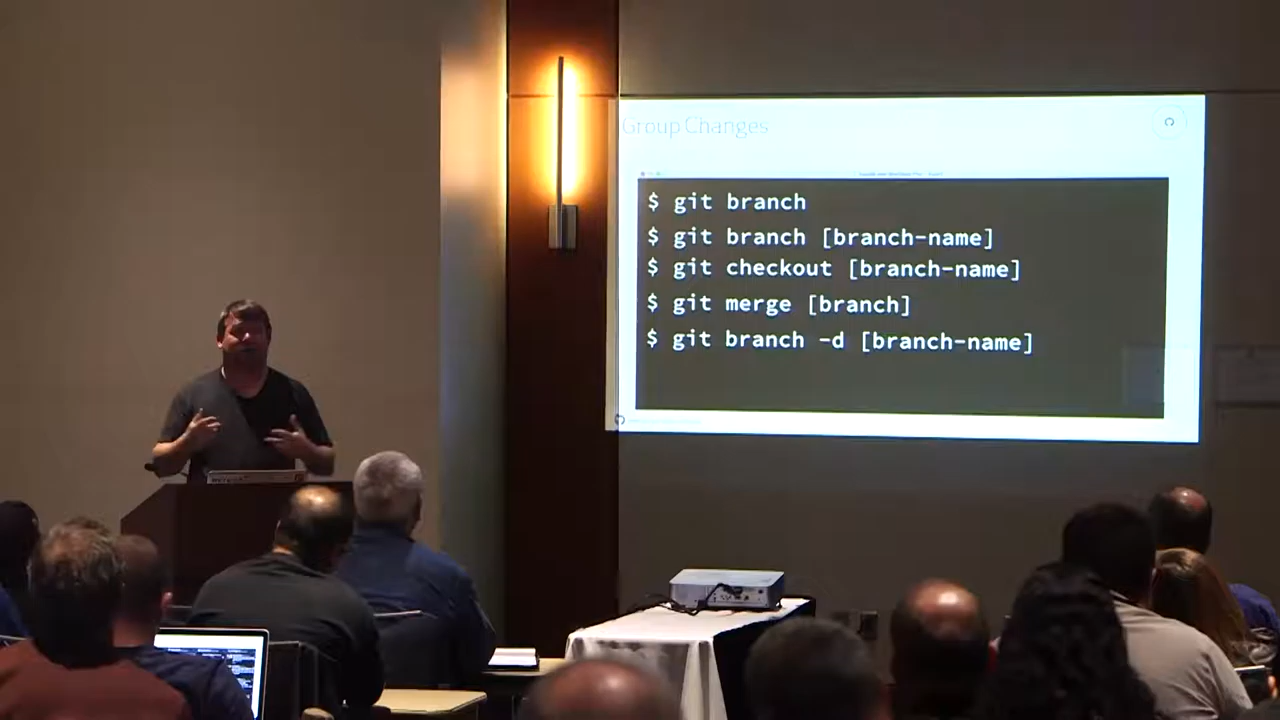 Group Changes
$ git branch
$ git branch [branch-name]
$ git checkout [branch-name]
$ git merge [branch]
$ git branch -d [branch-name]